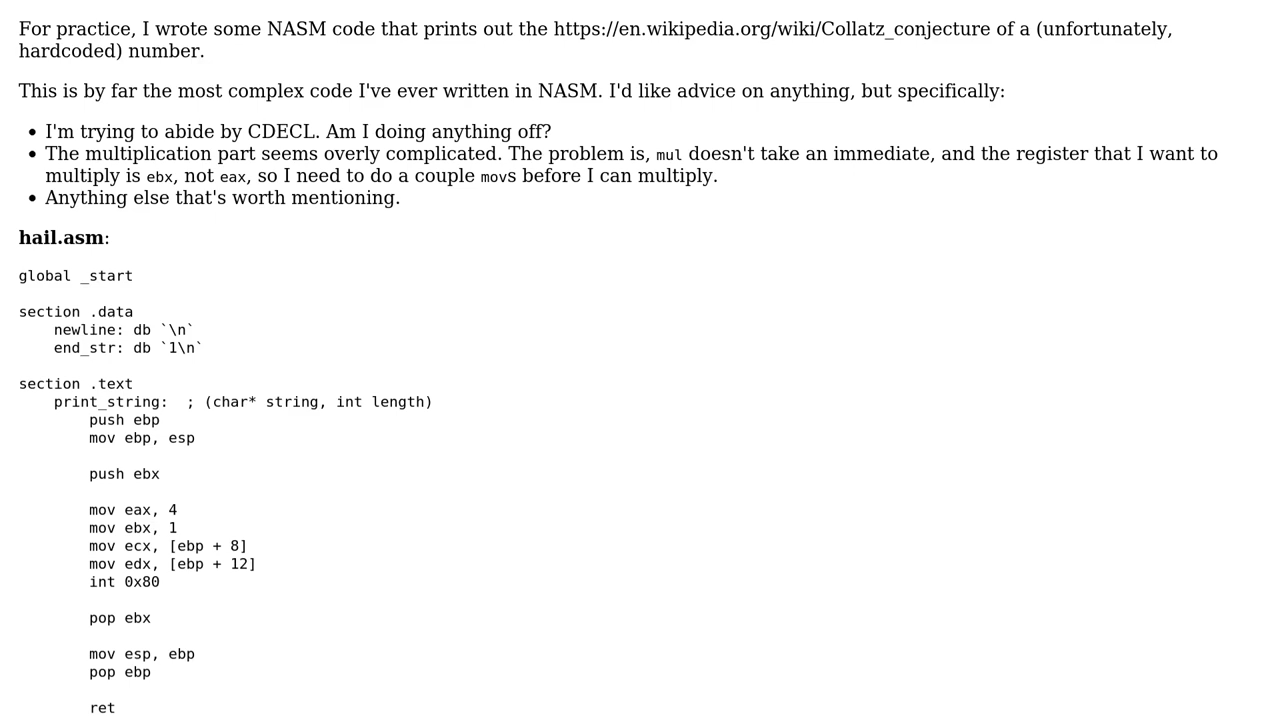 For practice, I wrote some NASM code that prints out the https://en.wikipedia.org/wiki/Collatz_conjecture of a (unfortunately,
hardcoded) number.
This is by far the most complex code I've ever written in NASM. I'd like advice on anything, but specifically:
• I'm trying to abide by CDECL. Am I doing anything off?
• The multiplication part seems overly complicated. The problem is, mul doesn't take an immediate, and the register that I want to
multiply is ebx, not eax, so I need to do a couple movs before I can multiply.
• Anything else that's worth mentioning.
hail.asm:
global _start
section .data
    newline: db `\n`
    end_str: db `1\n`
section .text
    print_string:  ; (char* string, int length)
        push ebp
        mov ebp, esp
        push ebx
        mov eax, 4
        mov ebx, 1
        mov ecx, [ebp + 8]
        mov edx, [ebp + 12]
        int 0x80
        pop ebx
        mov esp, ebp
        pop ebp
        ret